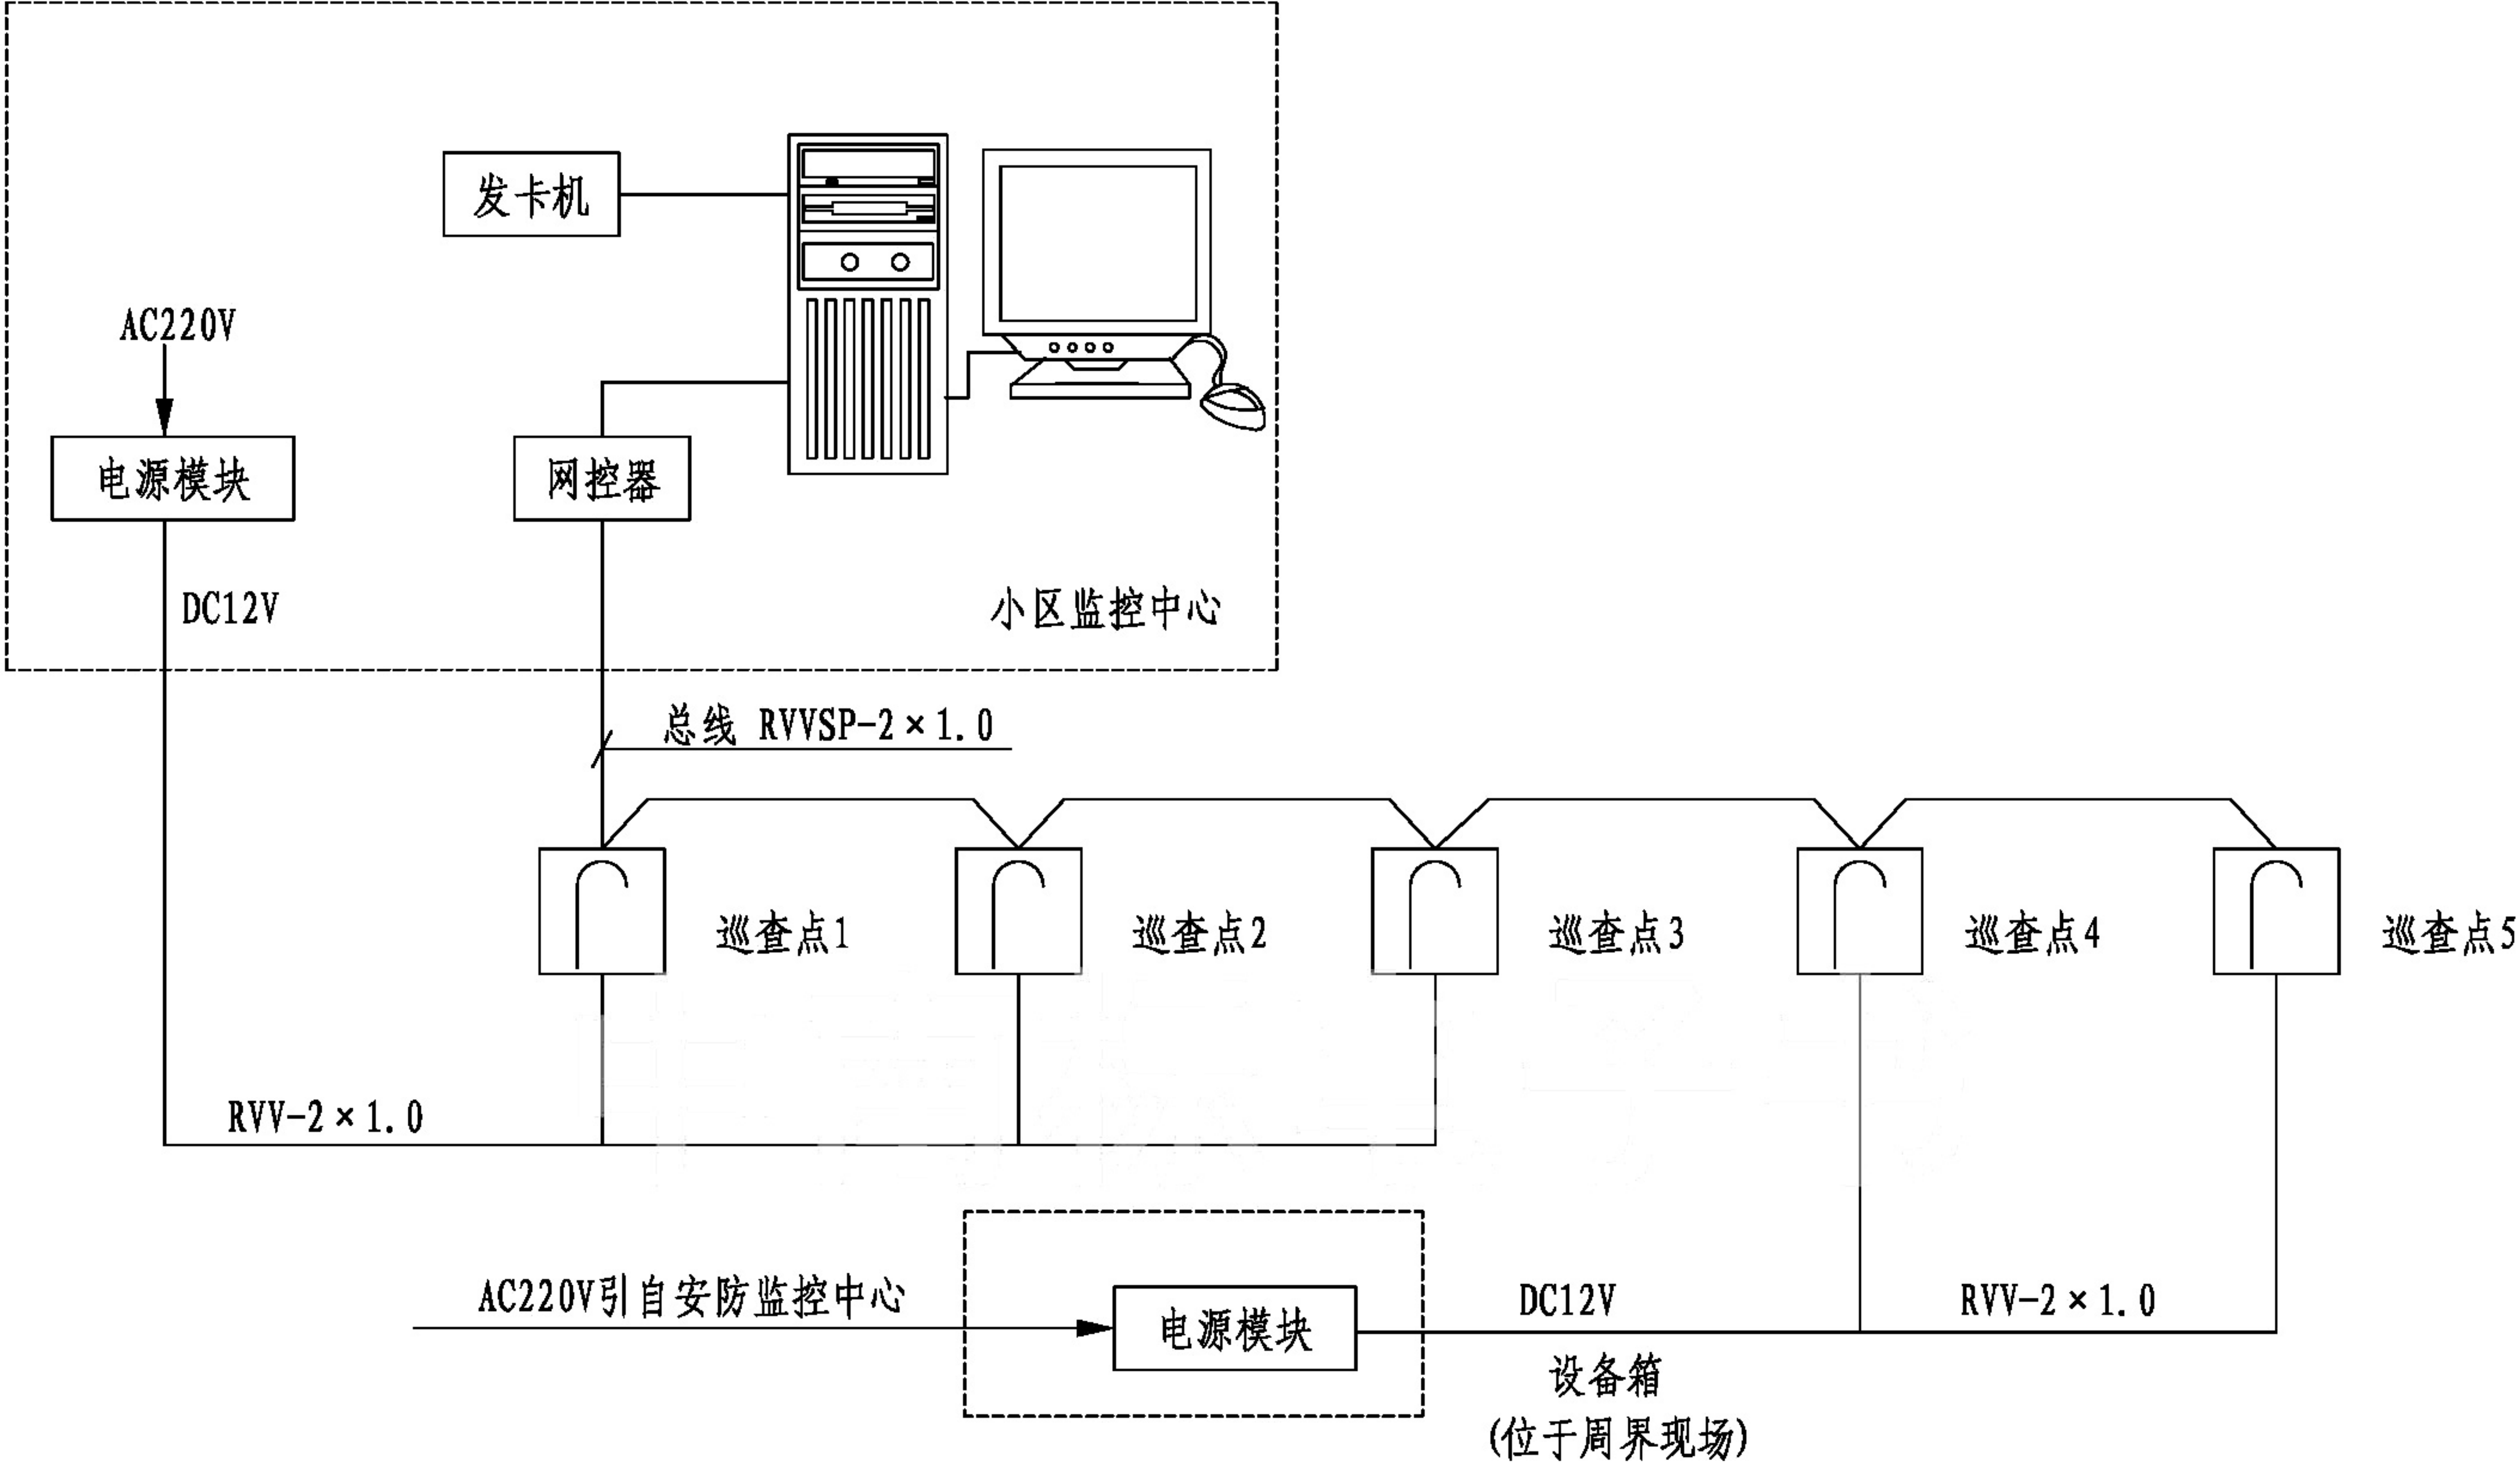 发卡机
AC220V
电源模块
网控器
DC12V
小区监控中心
总线 RVVSP-2×1.0
巡查点1
巡查点2
巡查点3
巡查点4
巡查点5
RVV-2×1.0
AC220V引自安防监控中心
电源模块
DC12V
RVV-2×1.0
设备箱
(位于周界现场)